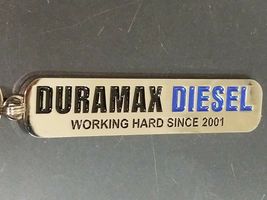 DURAMAX DIESEL
WORKING HARD SINCE 2001